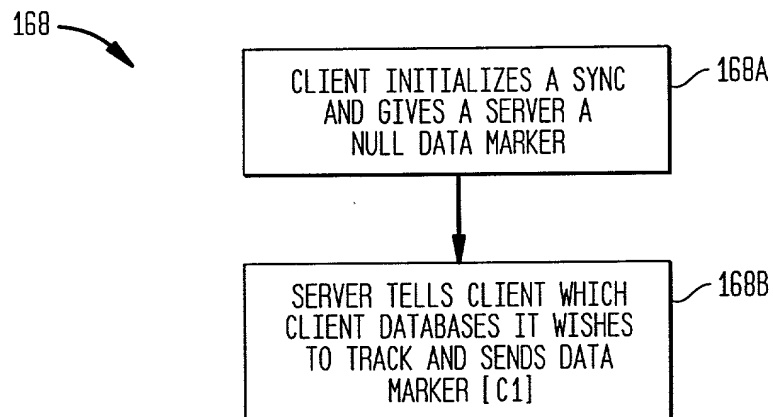 168
CLIENT INITIALIZES A SYNC
AND GIVES A SERVER A
NULL DATA MARKER
168A
SERVER TELLS CLIENT WHICH
CLIENT DATABASES IT WISHES
TO TRACK AND SENDS DATA
MARKER [C1]
168B